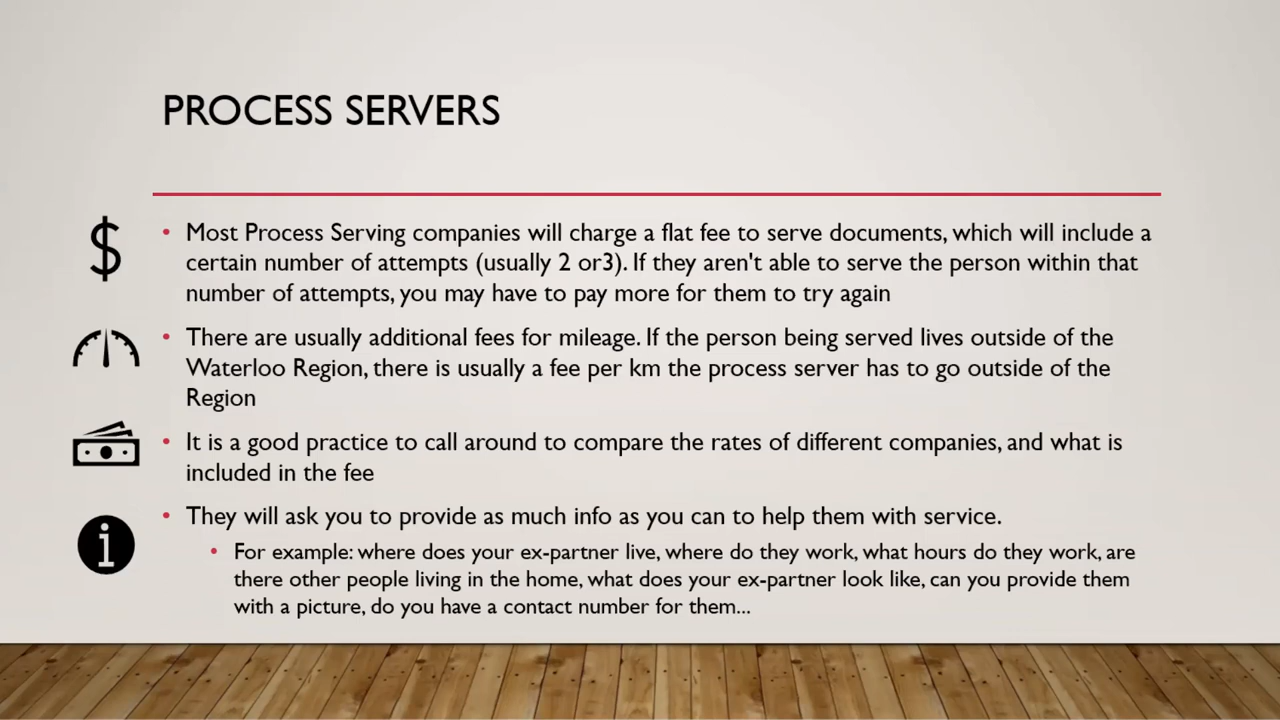 PROCESS SERVERS
$
• Most Process Serving companies will charge a flat fee to serve documents, which will include a
certain number of attempts (usually 2 or3). If they aren't able to serve the person within that
number of attempts, you may have to pay more for them to try again
• There are usually additional fees for mileage. If the person being served lives outside of the
Waterloo Region, there is usually a fee per km the process server has to go outside of the
Region
• It is a good practice to call around to compare the rates of different companies, and what is
included in the fee
• They will ask you to provide as much info as you can to help them with service.
• For example: where does your ex-partner live, where do they work, what hours do they work, are
there other people living in the home, what does your ex-partner look like, can you provide them
with a picture, do you have a contact number for them...